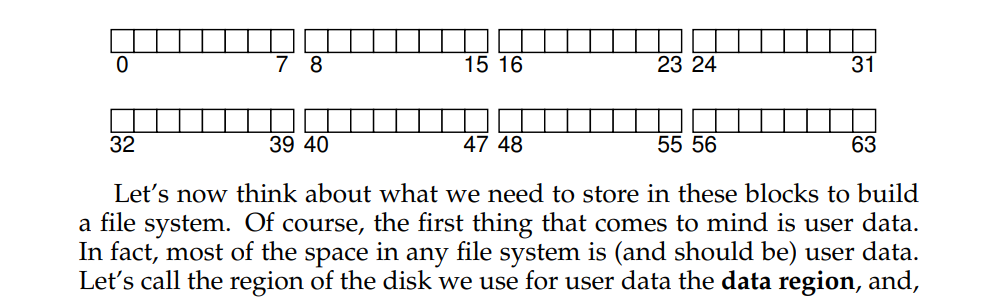 0 7 8 15 16 23 24 31
32 39 40 47 48 55 56 63
Let's now think about what we need to store in these blocks to build
a file system. Of course, the first thing that comes to mind is user data.
In fact, most of the space in any file system is (and should be) user data.
Let's call the region of the disk we use for user data the data region, and,